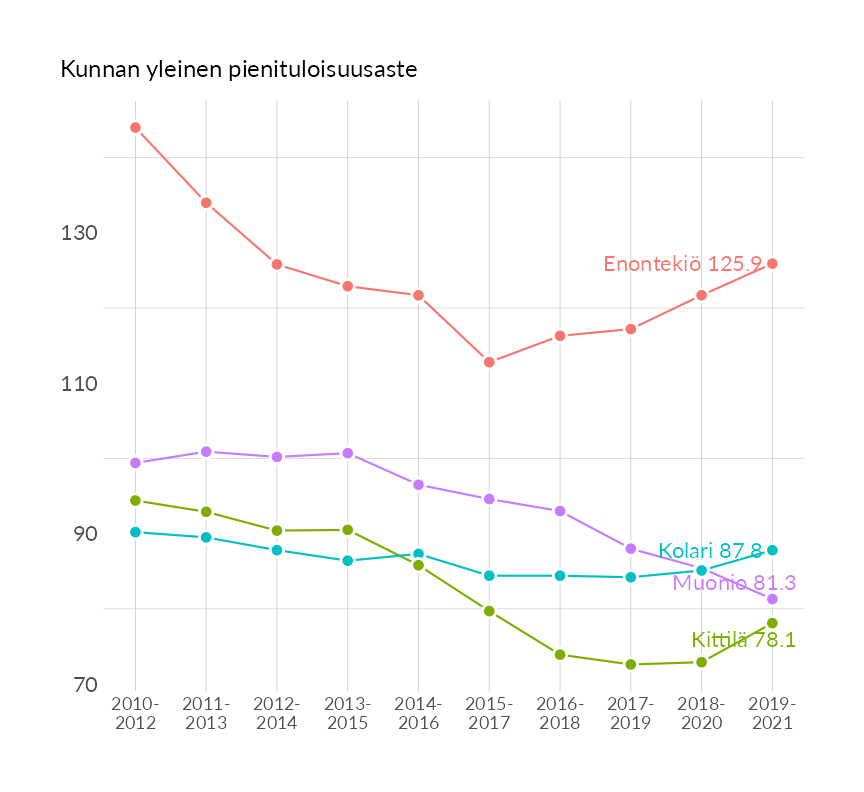 Kunnan yleinen pienituloisuusaste
130
110
90
70
Enontekiö 125.9
Kolari 87.8
Muonio 81.3
Kittilä 78.1
2010- 2011- 2012- 2013- 2014- 2015- 2016- 2017- 2018- 2019-
2012 2013 2014 2015 2016 2017 2018 2019 2020 2021